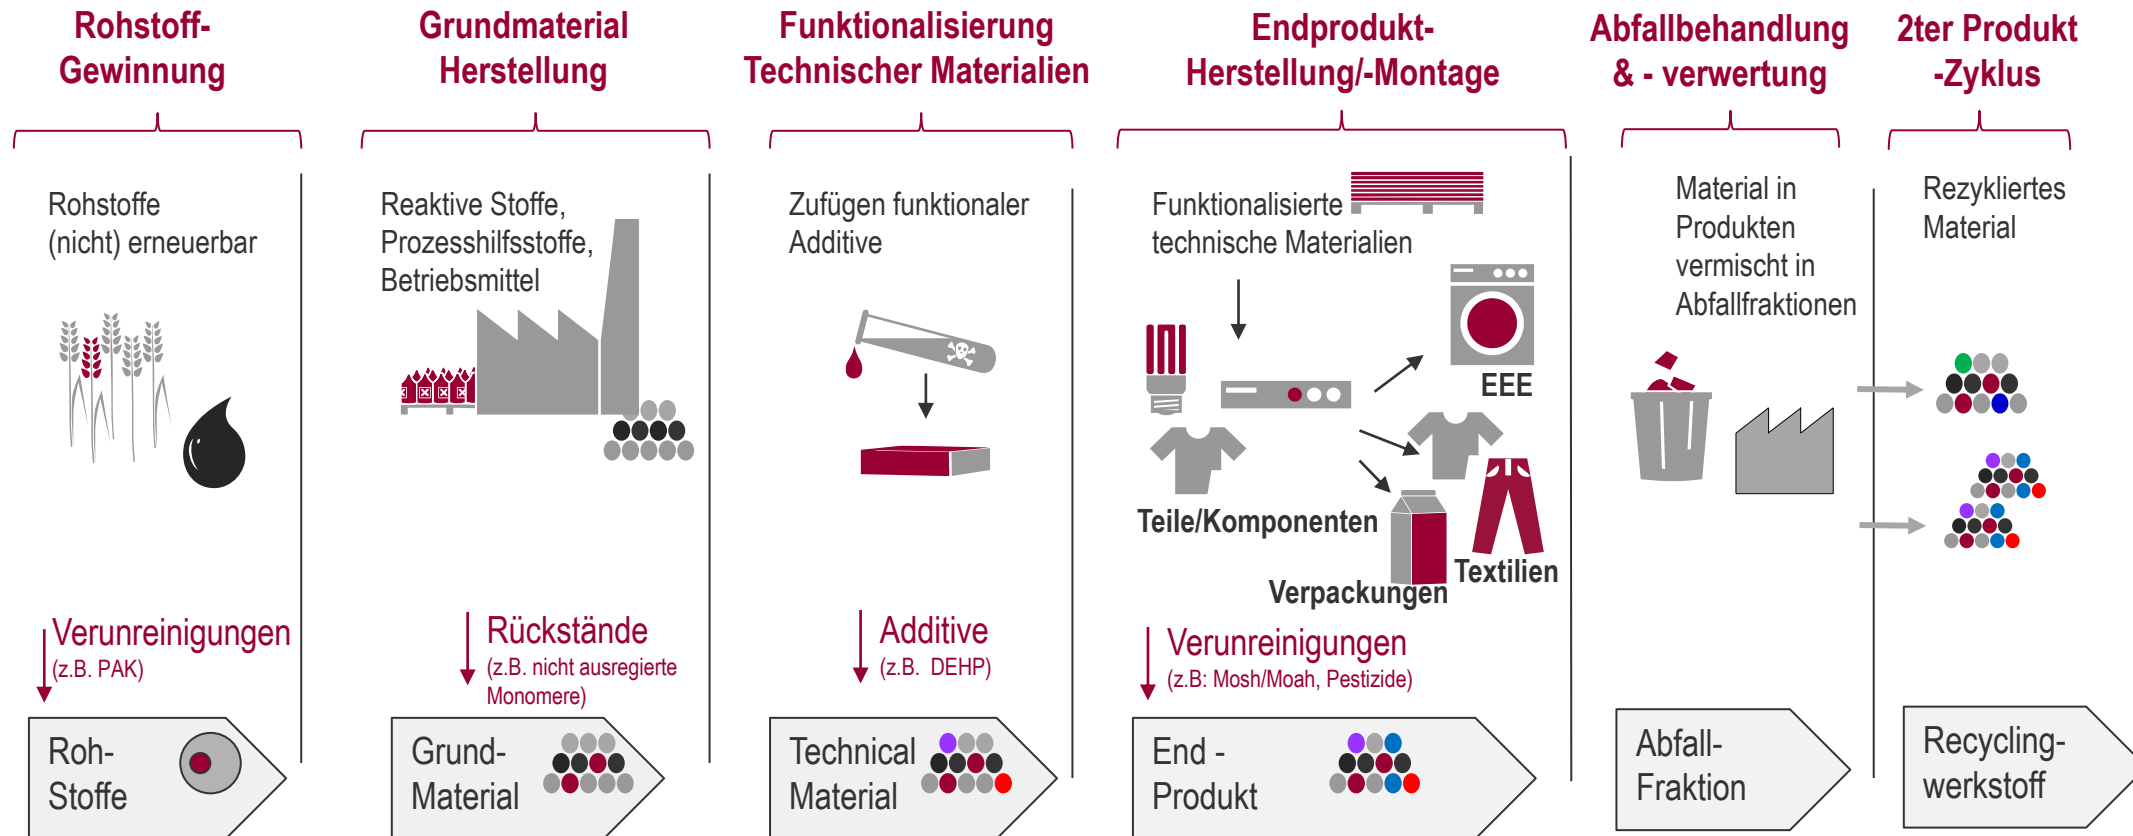 Rohstoff-
Gewinnung
Grundmaterial
Herstellung
Funktionalisierung
Technischer Materialien
Endprodukt-
Herstellung/-Montage
Abfallbehandlung
& - verwertung
2ter Produkt
-Zyklus
Rohstoffe
(nicht) erneuerbar
Reaktive Stoffe,
Prozesshilfsstoffe,
Betriebsmittel
Zufügen funktionaler
Additive
Funktionalisierte
technische Materialien
Material in
Produkten
vermischt in
Abfallfraktionen
Rezykliertes
Material
EEE
Teile/Komponenten
Textilien
Verpackungen
Verunreinigungen
(z.B. PAK)
Rückstände
(z.B. nicht ausregierte
Monomere)
Additive
(z.B. DEHP)
Verunreinigungen
(z.B: Mosh/Moah, Pestizide)
Roh-
Stoffe
Grund-
Material
Technical
Material
End -
Produkt
Abfall-
Fraktion
Recycling-
werkstoff